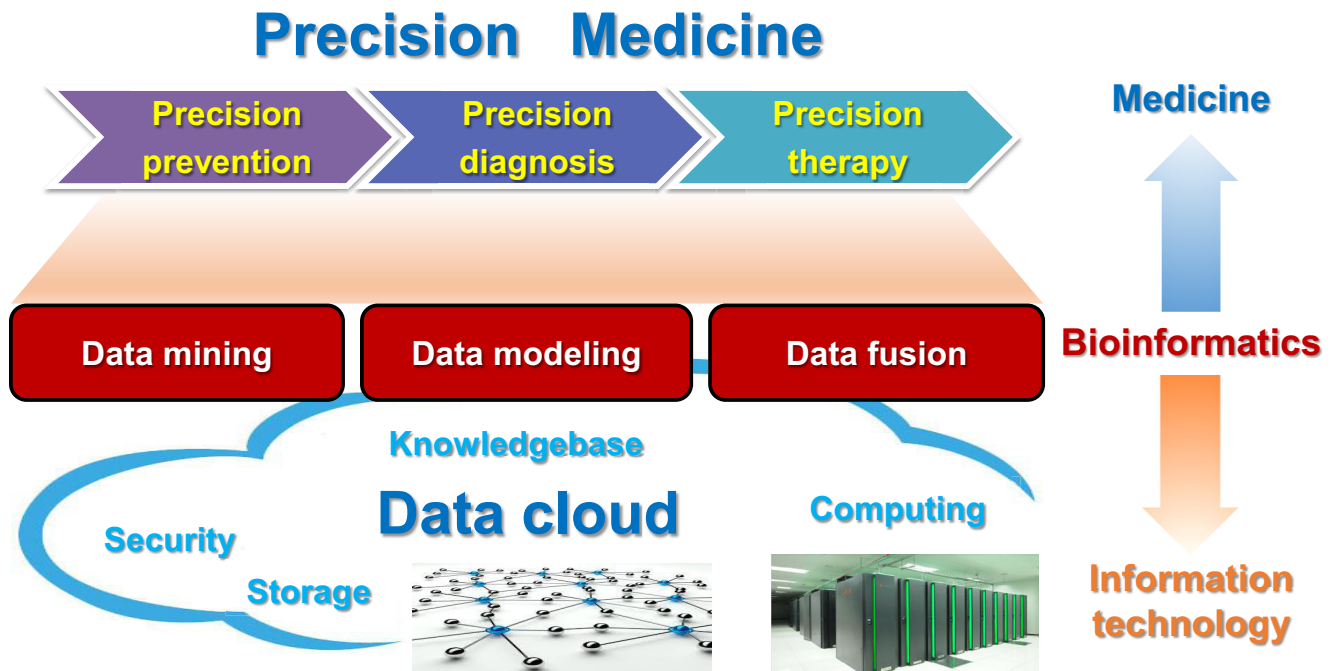 Precision Medicine
Precision
prevention
Precision
diagnosis
Precision
therapy
Medicine
Data mining
Data modeling
Data fusion
Bioinformatics
Knowledgebase
Data cloud
Computing
Security
Storage
Information
technology